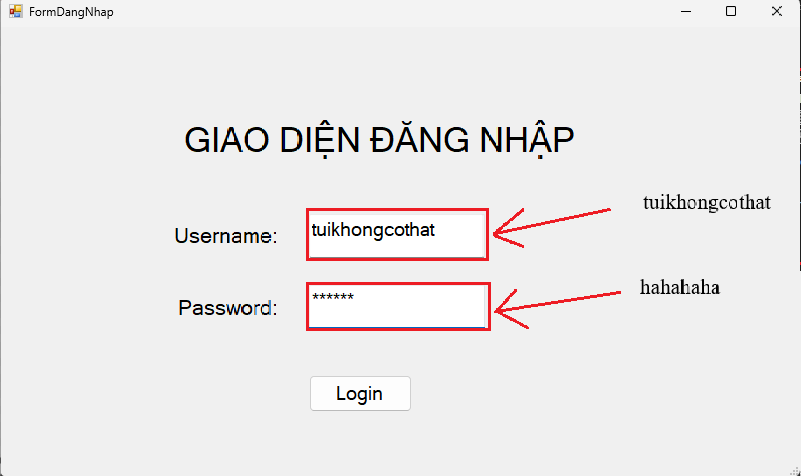 FormDangNhap
GIAO DIỆN ĐĂNG NHẬP
tuikhongcothat
Username: tuikhongcothat
hahahaha
Password: ******
Login